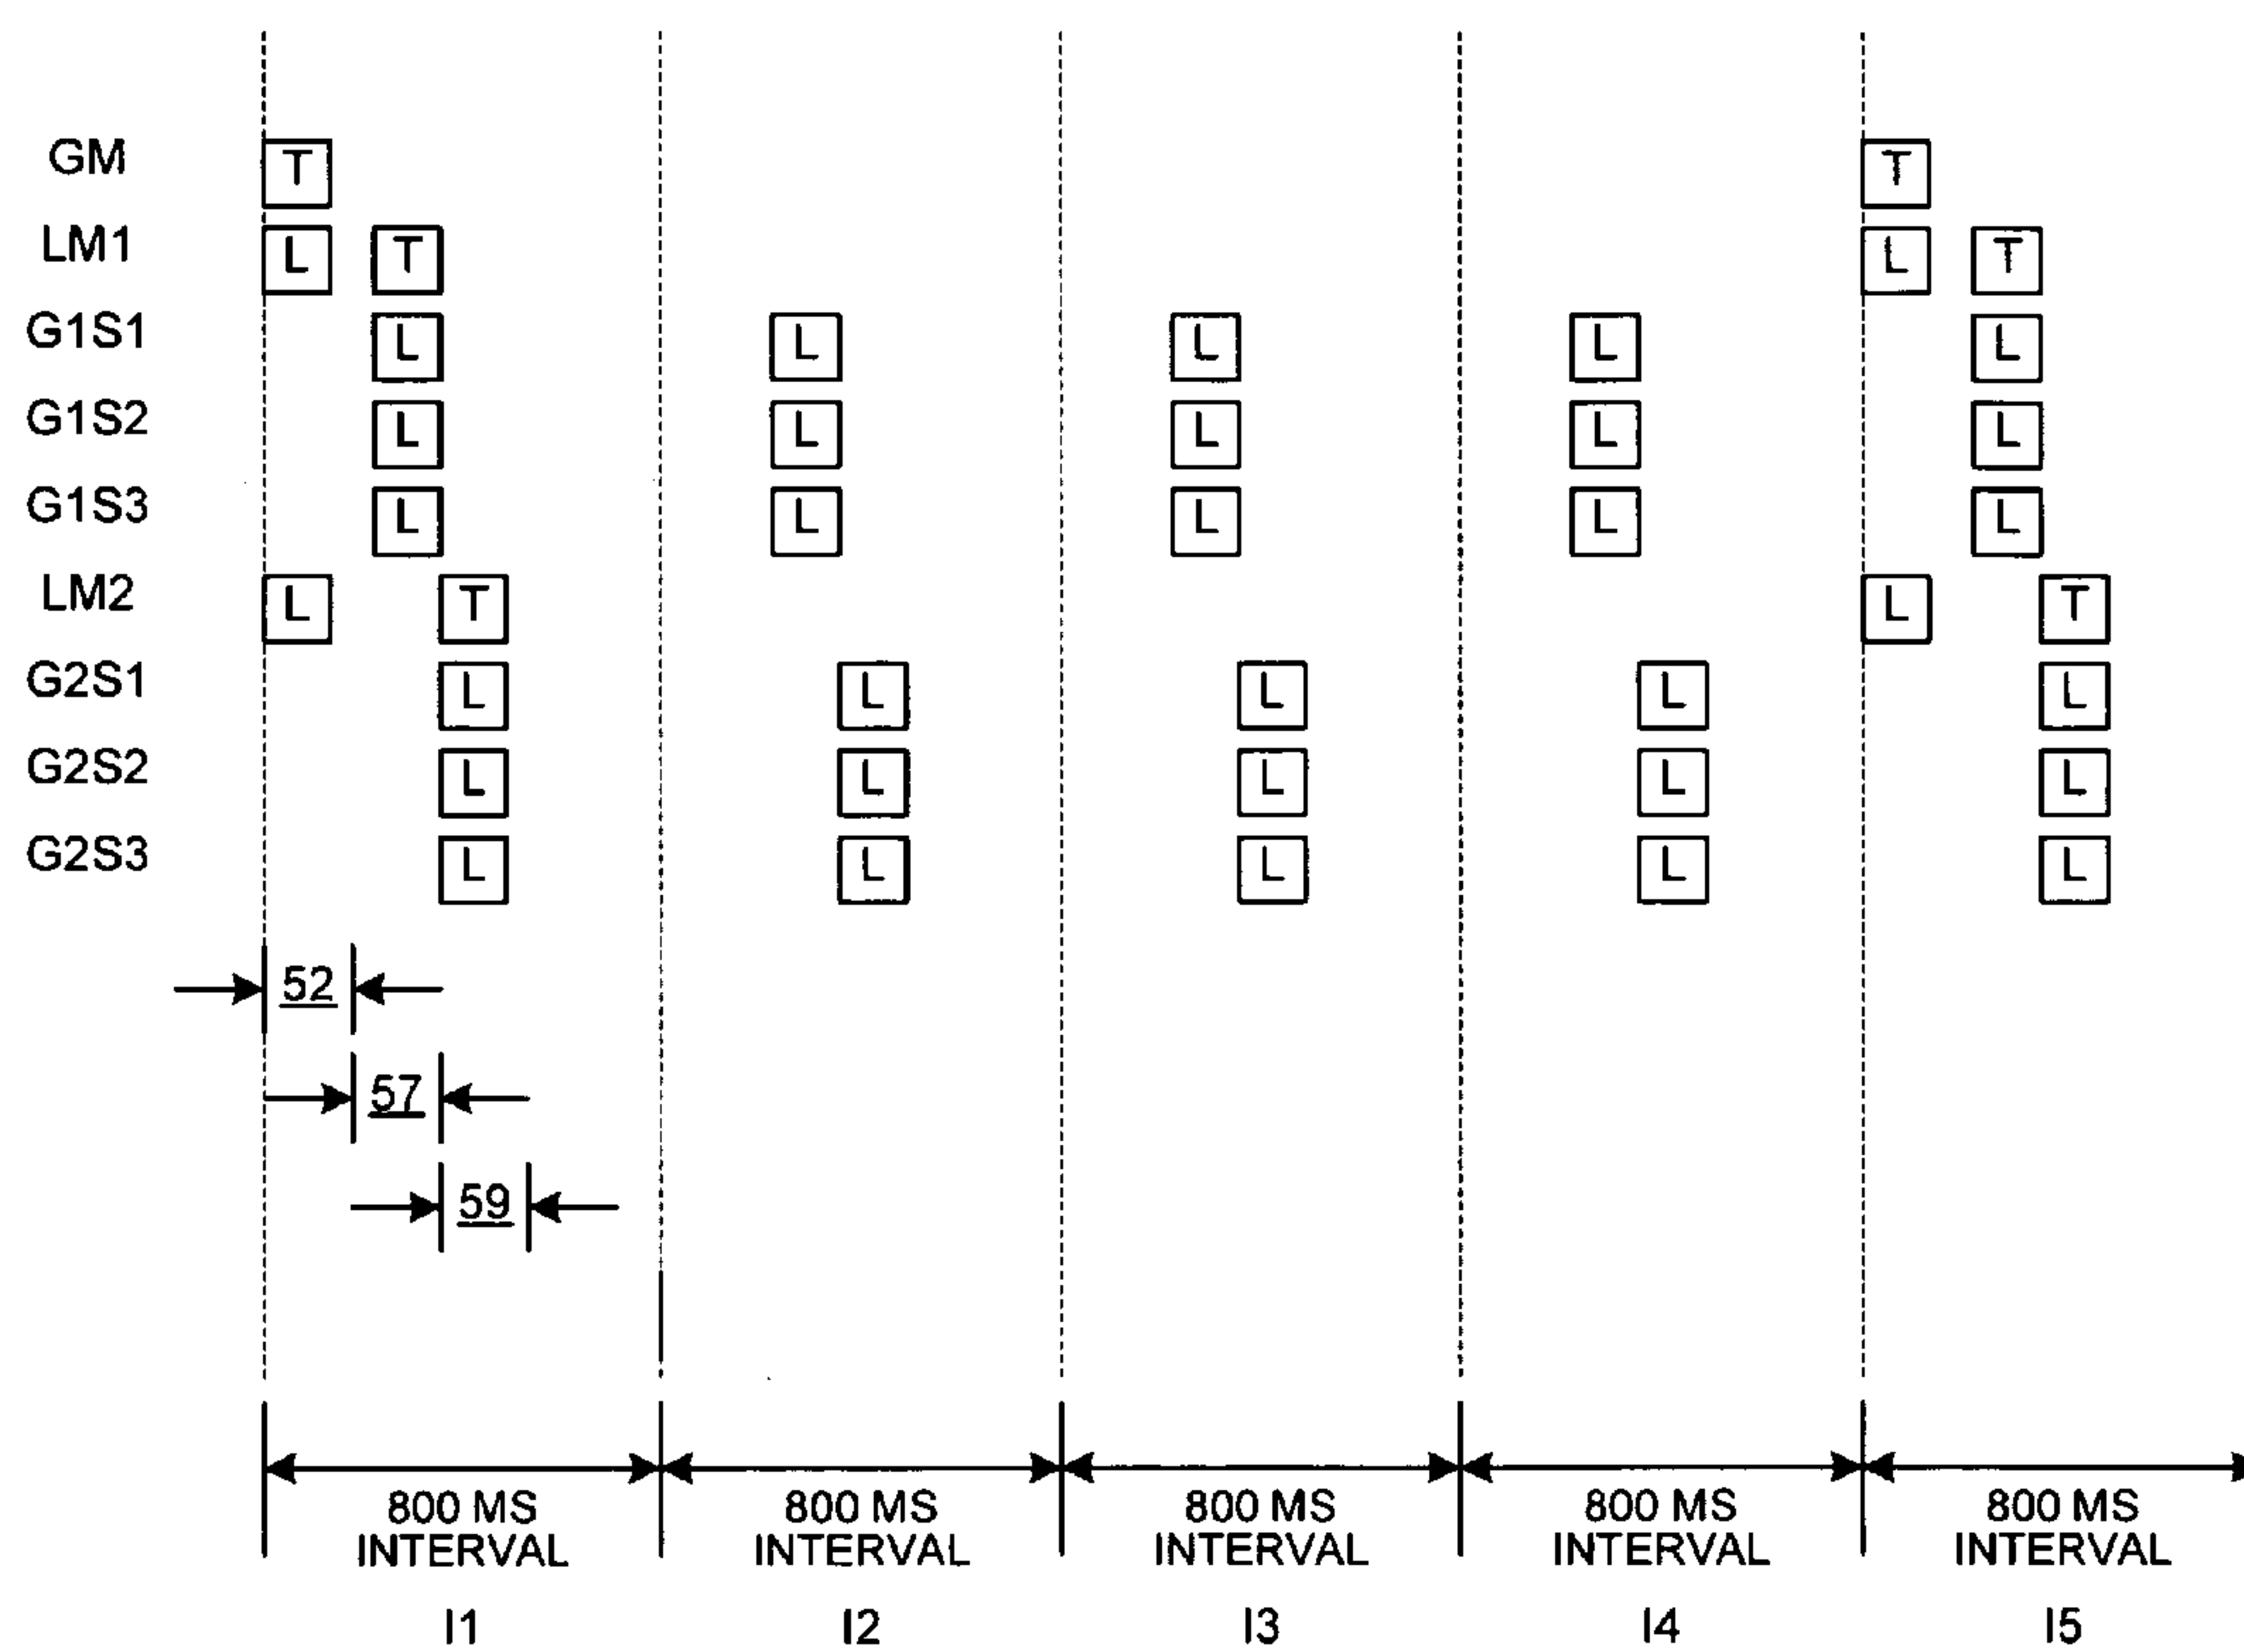 GM T T
LM1 L T L T
G1S1 L L L L L
G1S2 L L L L L
G1S3 L L L L L
LM2 L T L T
G2S1 L L L L L
G2S2 L L L L L
G2S3 L L L L L
52
57
59
800 MS 800 MS 800 MS 800 MS 800 MS
INTERVAL INTERVAL INTERVAL INTERVAL INTERVAL
I1 I2 I3 I4 I5